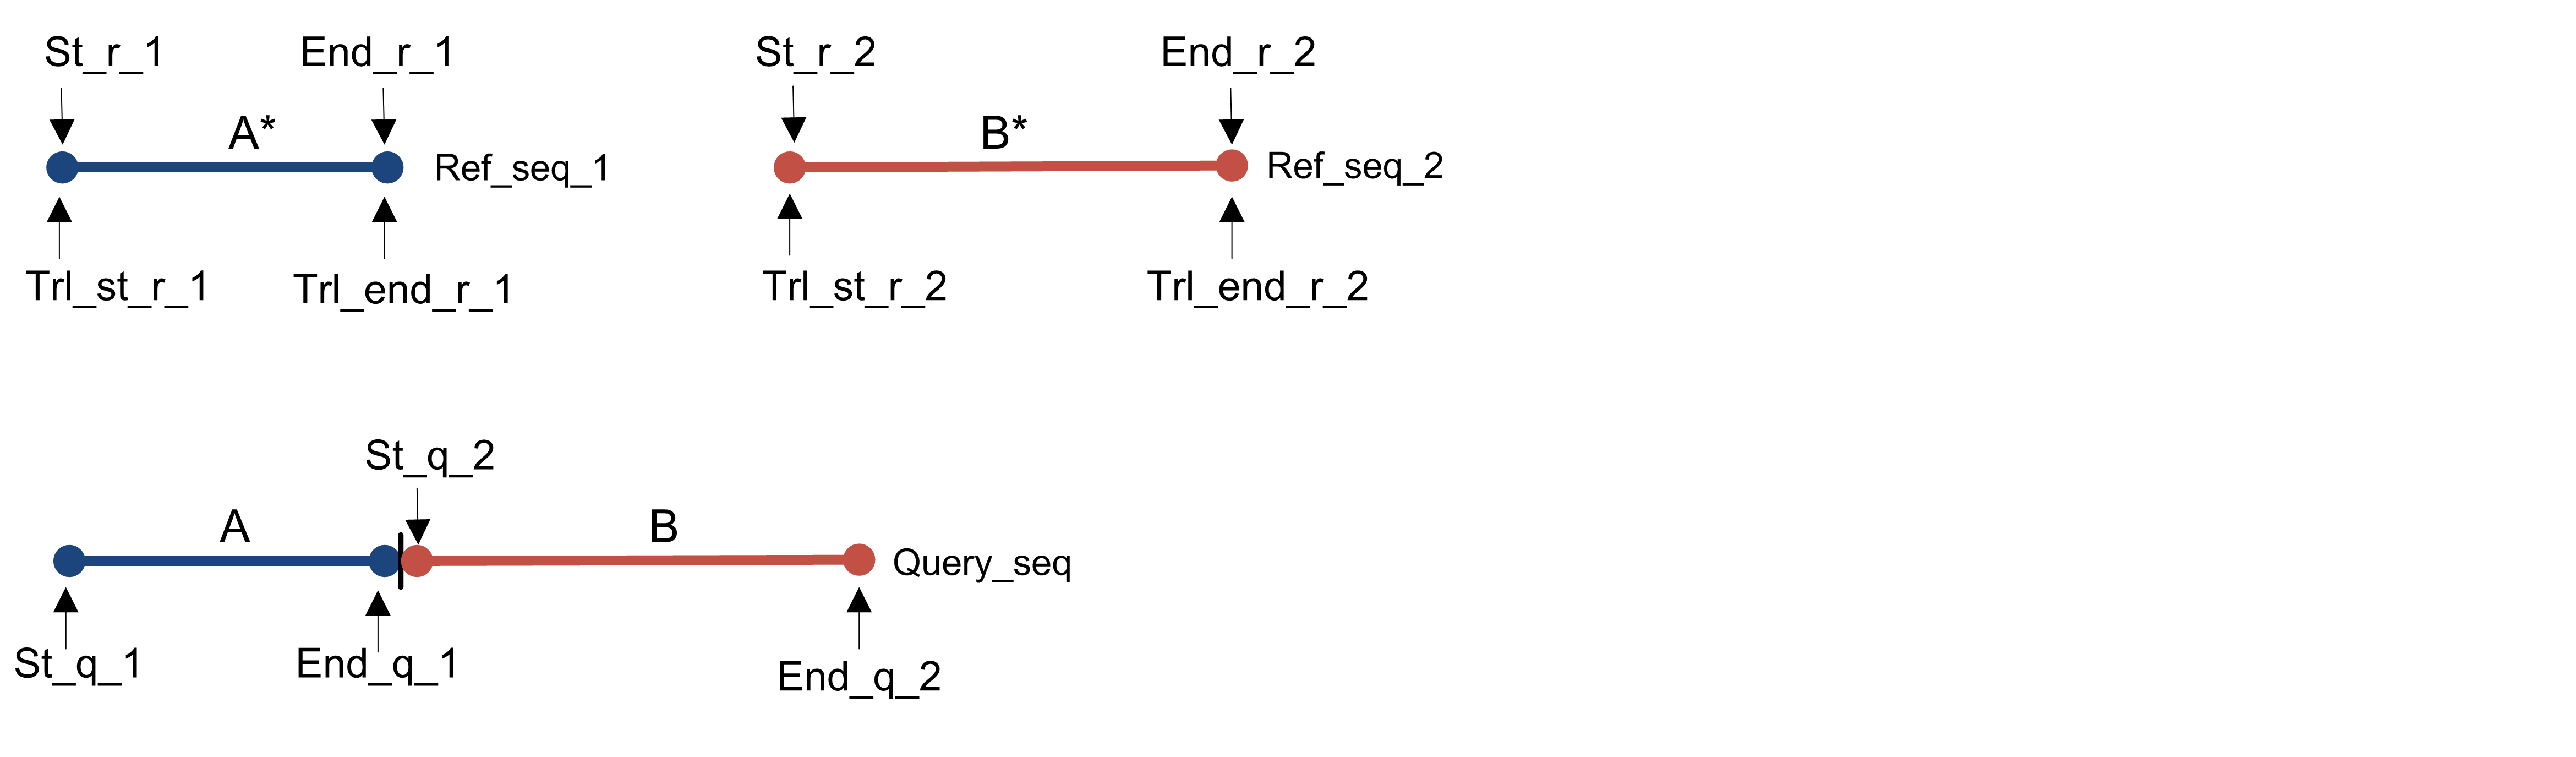 St_r_1
End_r_1
St_r_2
End_r_2
A*
Ref_seq_1
B*
Ref_seq_2
Trl_st_r_1
Trl_end_r_1
Trl_st_r_2
Trl_end_r_2
St_q_2
A
B
Query_seq
St_q_1
End_q_1
End_q_2